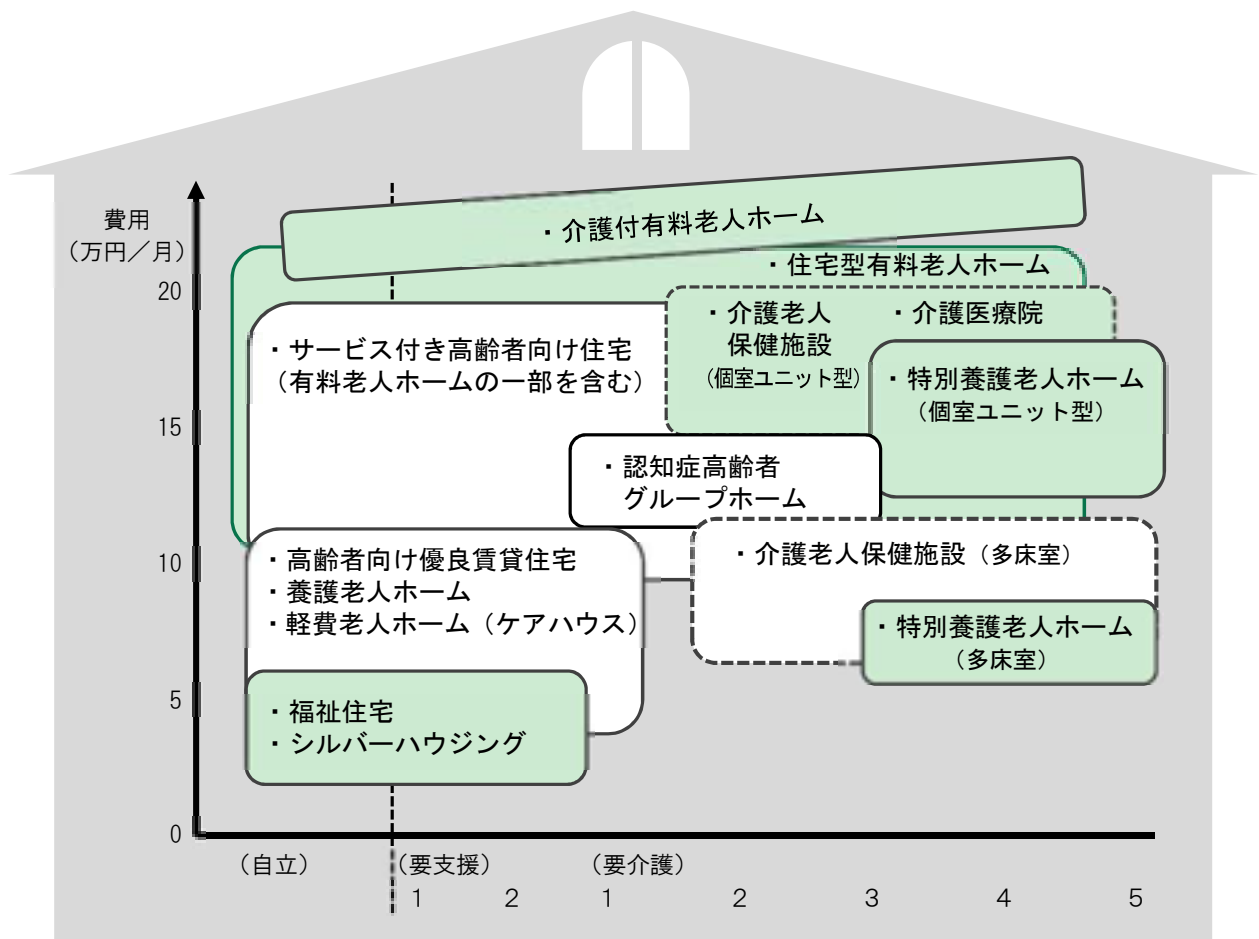 費用
（万円／月）
20
15
10
5
0
・介護付有料老人ホーム
・住宅型有料老人ホーム
・サービス付き高齢者向け住宅
（有料老人ホームの一部を含む）
・介護老人
保健施設
（個室ユニット型）
・介護医療院
・特別養護老人ホーム
（個室ユニット型）
・認知症高齢者
グループホーム
・高齢者向け優良賃貸住宅
・養護老人ホーム
・軽費老人ホーム（ケアハウス）
・介護老人保健施設（多床室）
・特別養護老人ホーム
（多床室）
・福祉住宅
・シルバーハウジング
（自立）　（要支援）　（要介護）
1　2　1　2　3　4　5